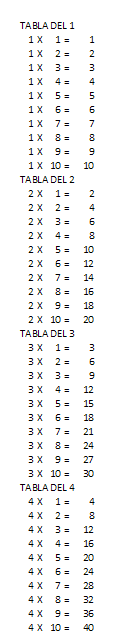 TABLA DEL 1
1 X 1 = 1
1 X 2 = 2
1 X 3 = 3
1 X 4 = 4
1 X 5 = 5
1 X 6 = 6
1 X 7 = 7
1 X 8 = 8
1 X 9 = 9
1 X 10 = 10
TABLA DEL 2
2 X 1 = 2
2 X 2 = 4
2 X 3 = 6
2 X 4 = 8
2 X 5 = 10
2 X 6 = 12
2 X 7 = 14
2 X 8 = 16
2 X 9 = 18
2 X 10 = 20
TABLA DEL 3
3 X 1 = 3
3 X 2 = 6
3 X 3 = 9
3 X 4 = 12
3 X 5 = 15
3 X 6 = 18
3 X 7 = 21
3 X 8 = 24
3 X 9 = 27
3 X 10 = 30
TABLA DEL 4
4 X 1 = 4
4 X 2 = 8
4 X 3 = 12
4 X 4 = 16
4 X 5 = 20
4 X 6 = 24
4 X 7 = 28
4 X 8 = 32
4 X 9 = 36
4 X 10 = 40